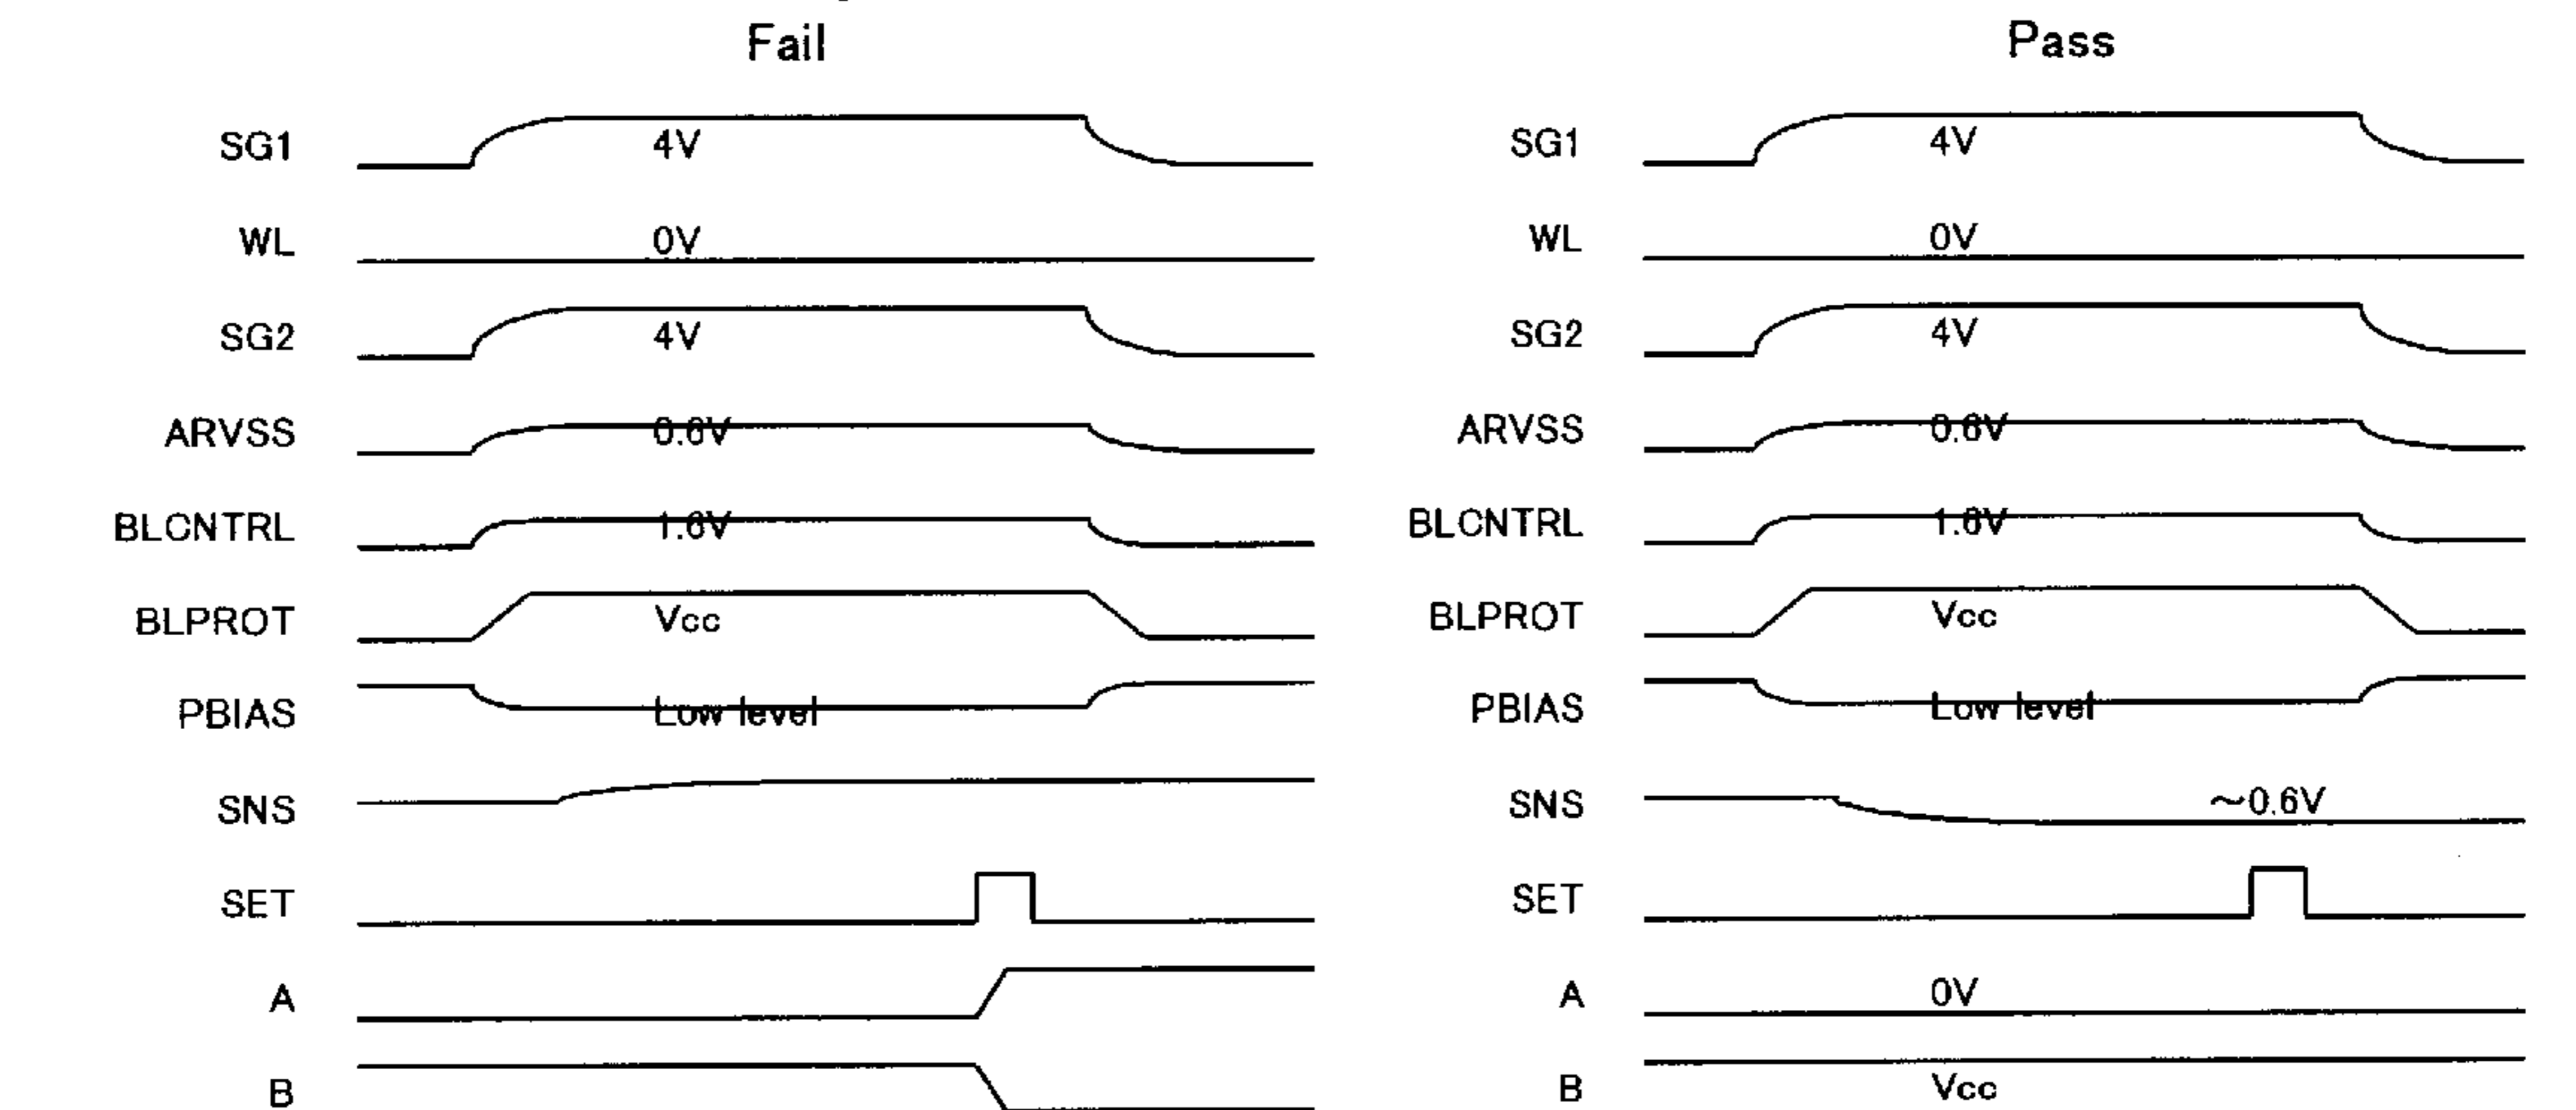 Fail Pass
SG1 4V SG1 4V
WL 0V WL 0V
SG2 4V SG2 4V
ARVSS 0.6V ARVSS 0.6V
BLCNTRL 1.6V BLCNTRL 1.6V
BLPROT Vcc BLPROT Vcc
PBIAS Low level PBIAS Low level
SNS SNS ～0.6V
SET SET
A A 0V
B B Vcc